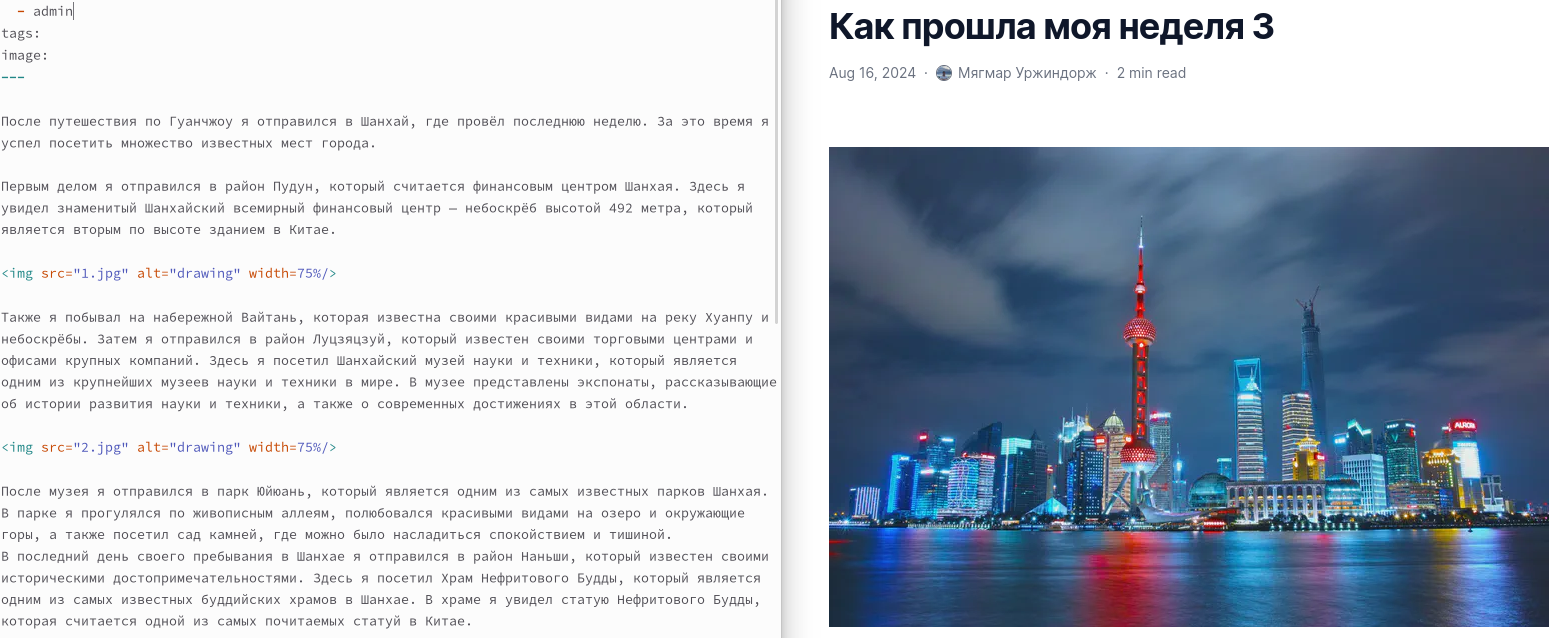 - admin
tags:
image:
---
После путешествия по Гуанчжоу я отправился в Шанхай, где провёл последнюю неделю. За это время я
успел посетить множество известных мест города.
Первым делом я отправился в район Пудун, который считается финансовым центром Шанхая. Здесь я
увидел знаменитый Шанхайский всемирный финансовый центр — небоскрёб высотой 492 метра, который
является вторым по высоте зданием в Китае.
<img src="1.jpg" alt="drawing" width=75%/>
Также я побывал на набережной Вайтань, которая известна своими красивыми видами на реку Хуанпу и
небоскрёбы. Затем я отправился в район Луцзяцзуй, который известен своими торговыми центрами и
офисами крупных компаний. Здесь я посетил Шанхайский музей науки и техники, который является
одним из крупнейших музеев науки и техники в мире. В музее представлены экспонаты, рассказывающие
об истории развития науки и техники, а также о современных достижениях в этой области.
<img src="2.jpg" alt="drawing" width=75%/>
После музея я отправился в парк Юйюань, который является одним из самых известных парков Шанхая.
В парке я прогулялся по живописным аллеям, полюбовался красивыми видами на озеро и окружающие
горы, а также посетил сад камней, где можно было насладиться спокойствием и тишиной.
В последний день своего пребывания в Шанхае я отправился в район Наньши, который известен своими
историческими достопримечательностями. Здесь я посетил Храм Нефритового Будды, который является
одним из самых известных буддийских храмов в Шанхае. В храме я увидел статую Нефритового Будды,
которая считается одной из самых почитаемых статуй в Китае.
Как прошла моя неделя 3
Aug 16, 2024 · Мягмар Уржиндорж · 2 min read
AURORA